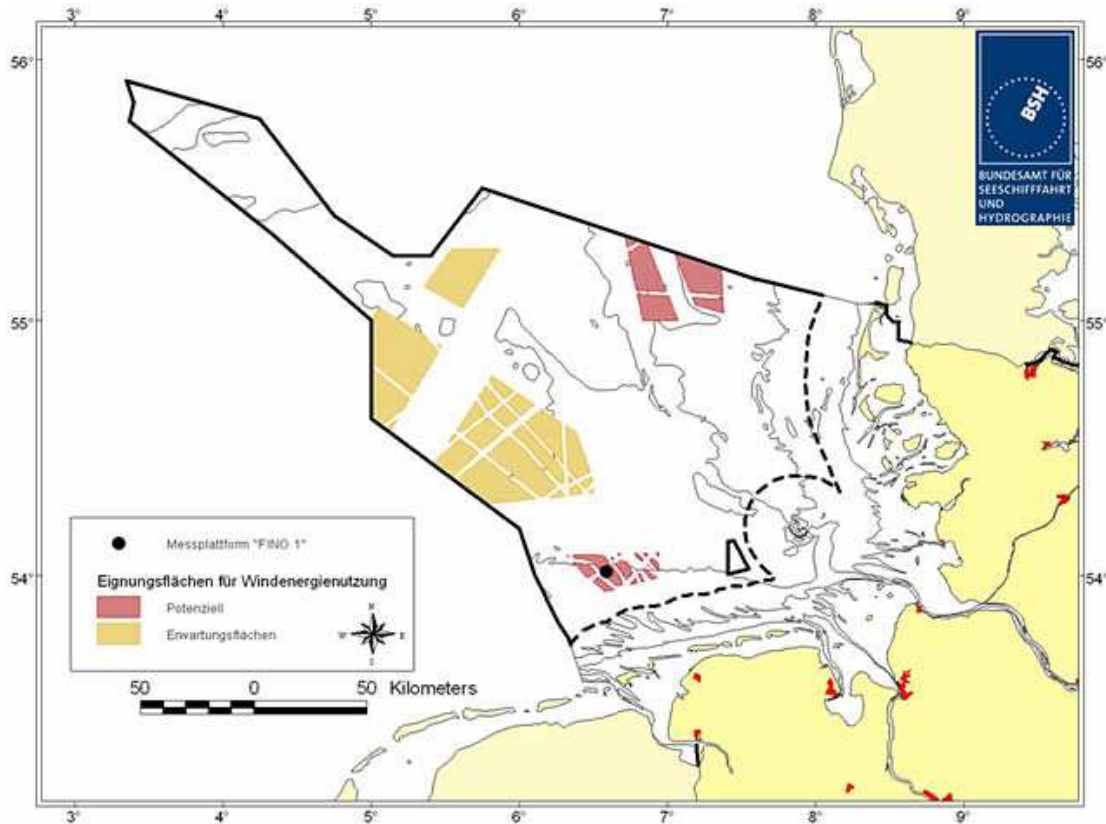 3° 4° 5° 6° 7° 8° 9°
56° 56°
BSH
BUNDESAMT FÜR
SEESCHIFFFAHRT
UND
HYDROGRAPHIE
55° 55°
54° 54°
Messplattform "FINO 1"
Eignungsflächen für Windenergienutzung
Potenziell
Erwartungsflächen
N
W E
S
50 0 50 Kilometers
3° 4° 5° 6° 7° 8° 9°